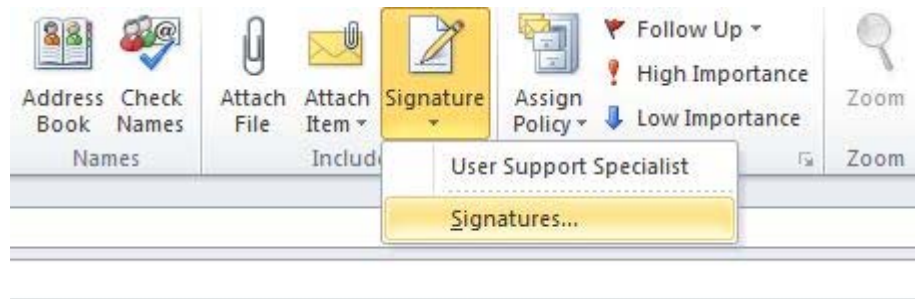 Address Book
Check Names
Names
Attach File
Attach Item
Signature
Includ
Assign Policy
Follow Up
High Importance
Low Importance
Zoom
Zoom
User Support Specialist
Signatures...